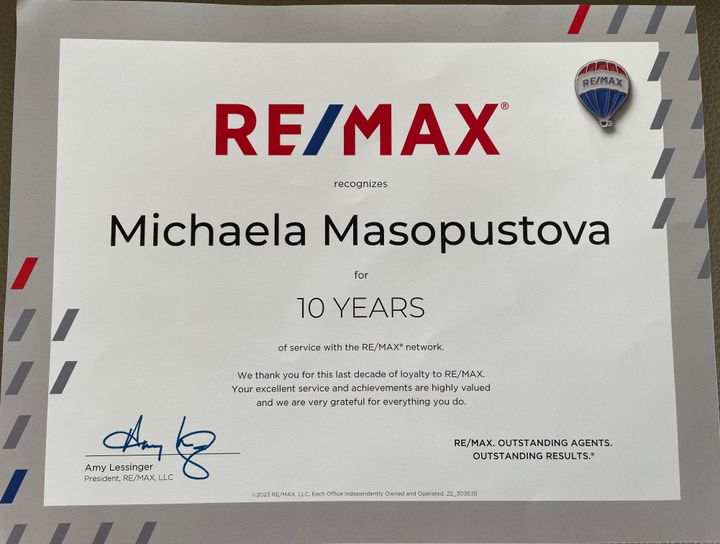 RE/MAX
RE/MAX®
recognizes
Michaela Masopustova
for
10 YEARS
of service with the RE/MAX® network.
We thank you for this last decade of loyalty to RE/MAX.
Your excellent service and achievements are highly valued
and we are very grateful for everything you do.
Amy Lessinger
President, RE/MAX, LLC
RE/MAX. OUTSTANDING AGENTS.
OUTSTANDING RESULTS.®
©2023 RE/MAX, LLC. Each Office Independently Owned and Operated. 22_303638